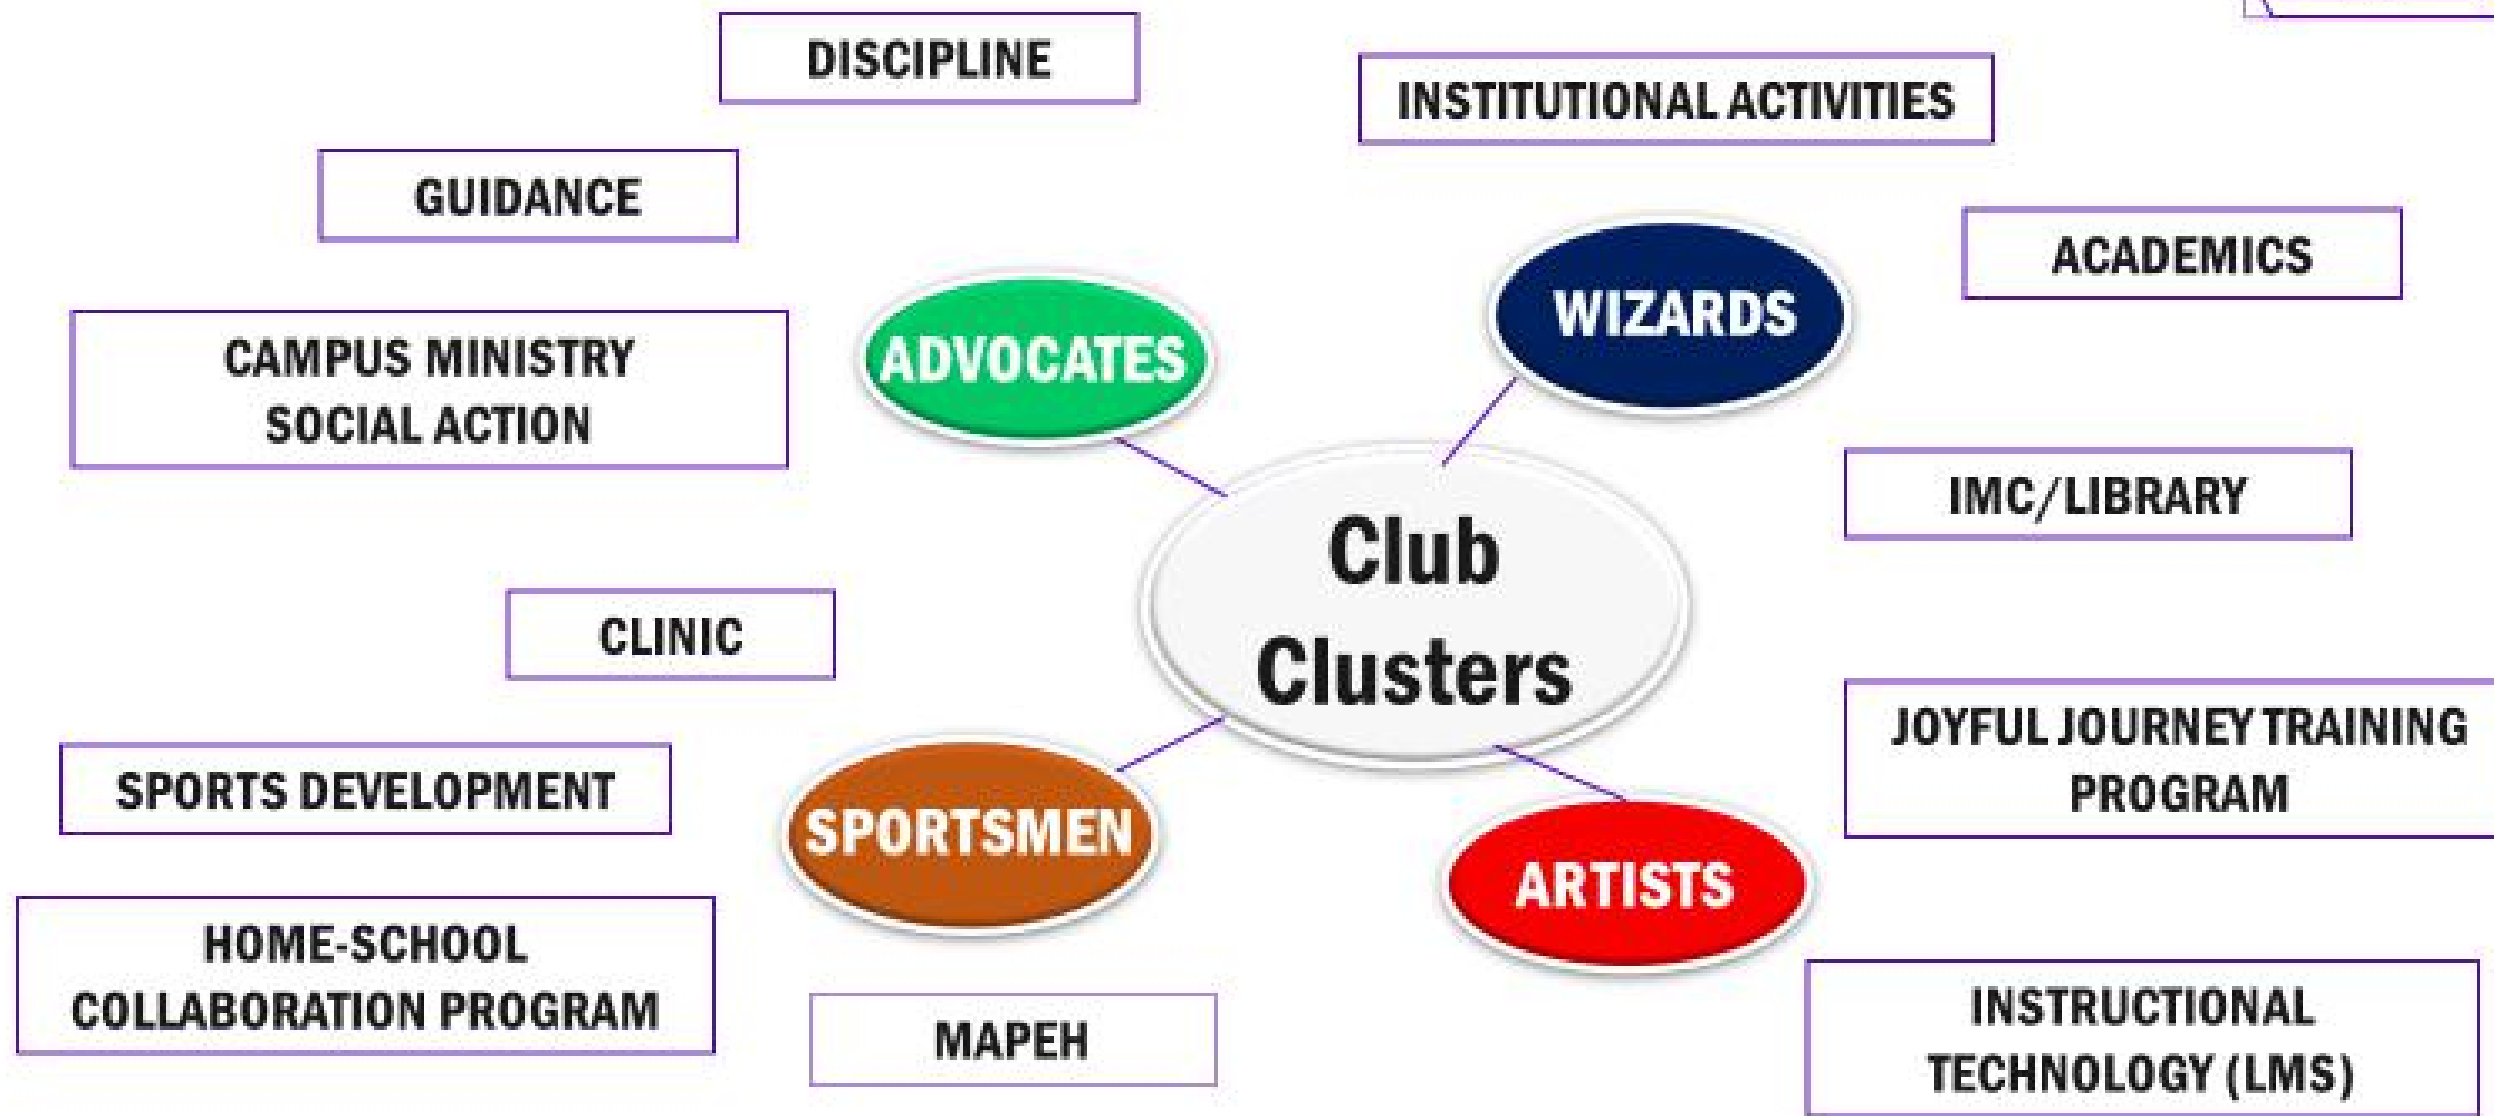 DISCIPLINE
INSTITUTIONAL ACTIVITIES
GUIDANCE
ACADEMICS
WIZARDS
ADVOCATES
CAMPUS MINISTRY
SOCIAL ACTION
IMC/LIBRARY
Club
Clusters
CLINIC
JOYFUL JOURNEY TRAINING
PROGRAM
SPORTS DEVELOPMENT
SPORTSMEN
ARTISTS
HOME-SCHOOL
COLLABORATION PROGRAM
MAPEH
INSTRUCTIONAL
TECHNOLOGY (LMS)